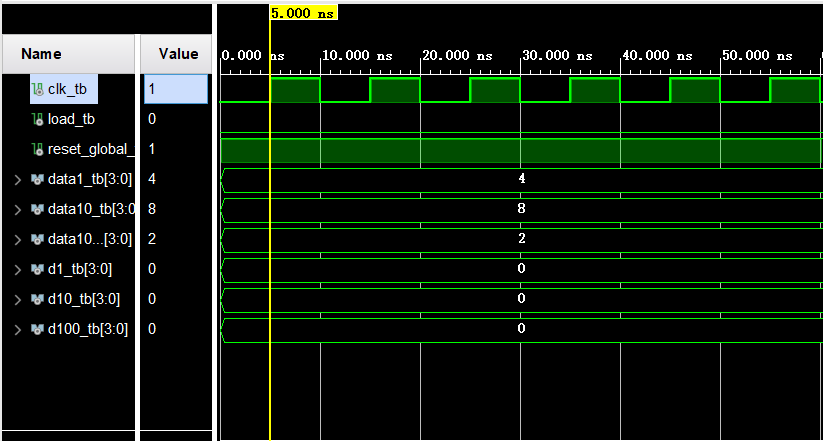 5.000 ns
Name Value
0.000 ns 10.000 ns 20.000 ns 30.000 ns 40.000 ns 50.000 ns
clk_tb 1
load_tb 0
reset_global_ 1
data1_tb[3:0] 4 4
data10_tb[3:0 8 8
data10...[3:0] 2 2
d1_tb[3:0] 0 0
d10_tb[3:0] 0 0
d100_tb[3:0] 0 0